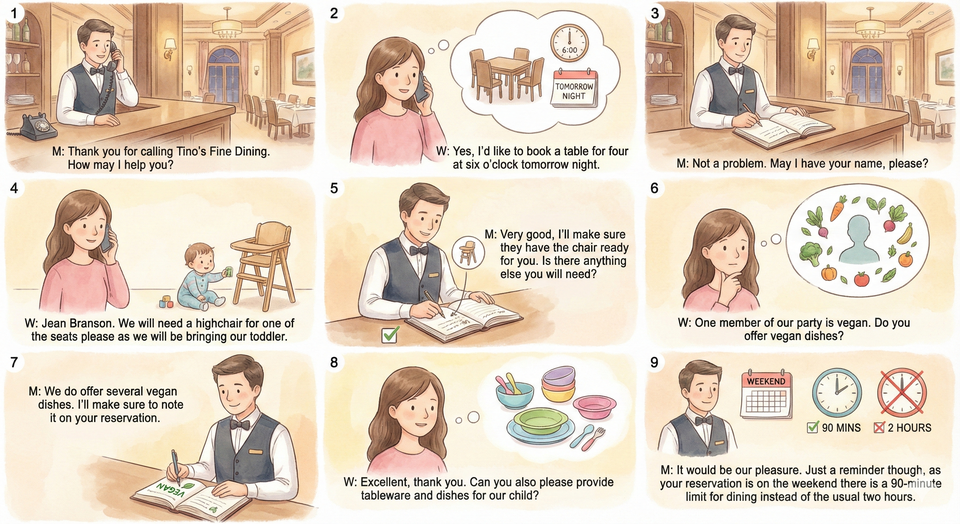 1
M: Thank you for calling Tino's Fine Dining.
How may I help you?
2
6:00
TOMORROW
NIGHT
W: Yes, I'd like to book a table for four
at six o'clock tomorrow night.
3
M: Not a problem. May I have your name, please?
4
W: Jean Branson. We will need a highchair for one of
the seats please as we will be bringing our toddler.
5
M: Very good, I'll make sure
they have the chair ready
for you. Is there anything
else you will need?
6
W: One member of our party is vegan. Do you
offer vegan dishes?
7
M: We do offer several vegan
dishes. I'll make sure to note
it on your reservation.
VEGAN
8
W: Excellent, thank you. Can you also please provide
tableware and dishes for our child?
9
WEEKEND
90 MINS
2 HOURS
M: It would be our pleasure. Just a reminder though, as
your reservation is on the weekend there is a 90-minute
limit for dining instead of the usual two hours.